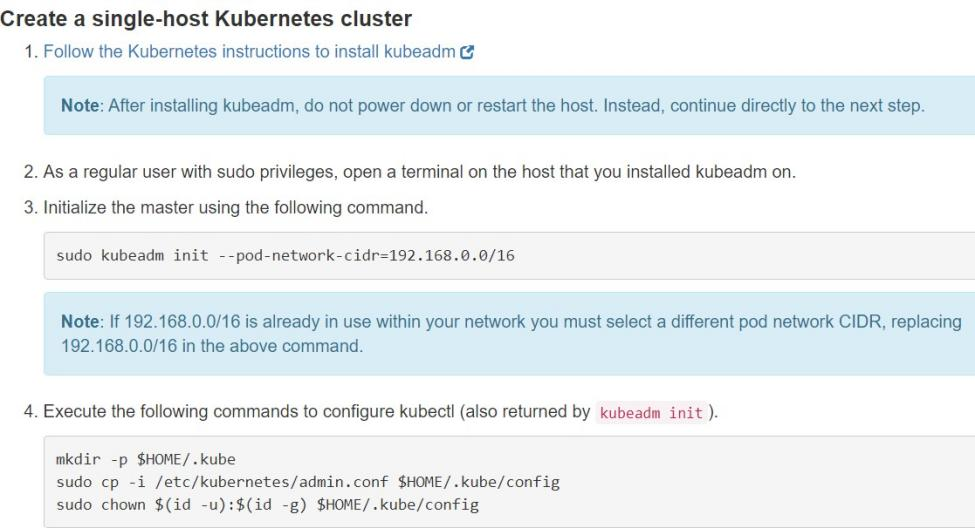 Create a single-host Kubernetes cluster
1. Follow the Kubernetes instructions to install kubeadm
Note: After installing kubeadm, do not power down or restart the host. Instead, continue directly to the next step.
2. As a regular user with sudo privileges, open a terminal on the host that you installed kubeadm on.
3. Initialize the master using the following command.
sudo kubeadm init --pod-network-cidr=192.168.0.0/16
Note: If 192.168.0.0/16 is already in use within your network you must select a different pod network CIDR, replacing
192.168.0.0/16 in the above command.
4. Execute the following commands to configure kubectl (also returned by kubeadm init ).
mkdir -p $HOME/.kube
sudo cp -i /etc/kubernetes/admin.conf $HOME/.kube/config
sudo chown $(id -u):$(id -g) $HOME/.kube/config